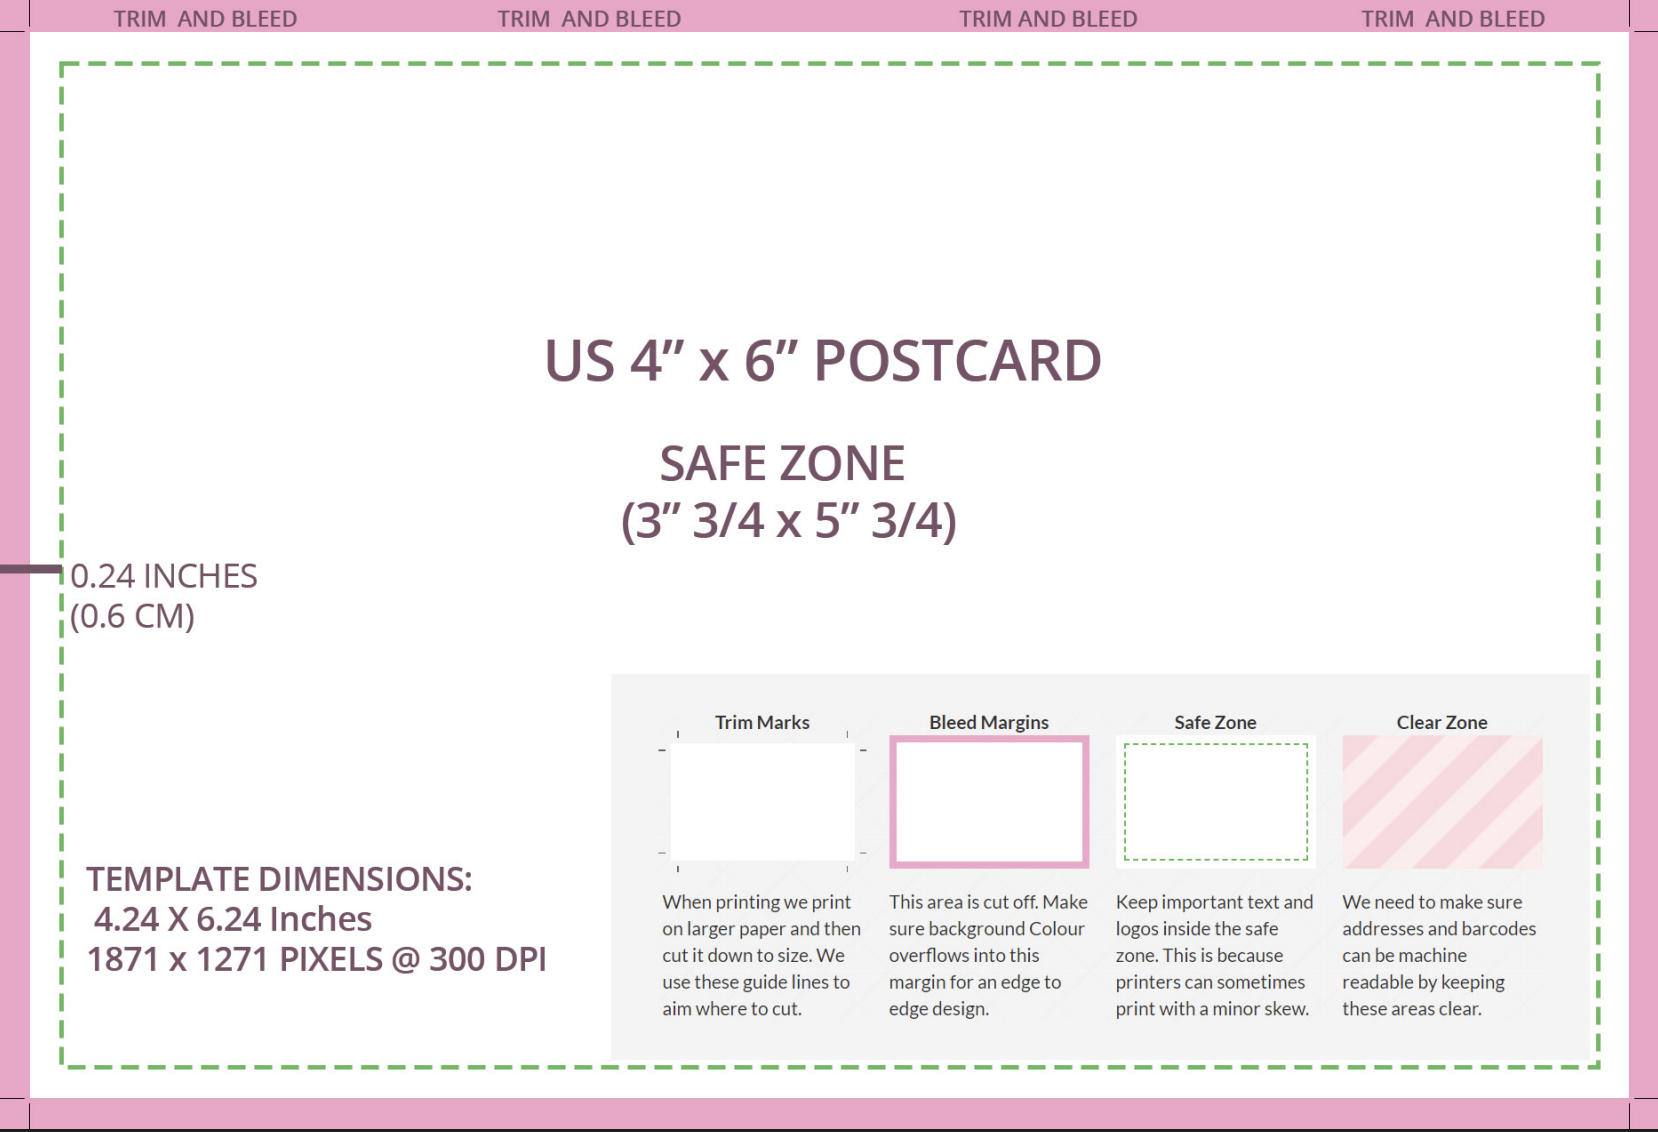 TRIM AND BLEED TRIM AND BLEED TRIM AND BLEED TRIM AND BLEED
US 4” x 6” POSTCARD
SAFE ZONE
(3” 3/4 x 5” 3/4)
0.24 INCHES
(0.6 CM)
TEMPLATE DIMENSIONS:
4.24 X 6.24 Inches
1871 x 1271 PIXELS @ 300 DPI
Trim Marks
When printing we print
on larger paper and then
cut it down to size. We
use these guide lines to
aim where to cut.
Bleed Margins
This area is cut off. Make
sure background Colour
overflows into this
margin for an edge to
edge design.
Safe Zone
Keep important text and
logos inside the safe
zone. This is because
printers can sometimes
print with a minor skew.
Clear Zone
We need to make sure
addresses and barcodes
can be machine
readable by keeping
these areas clear.